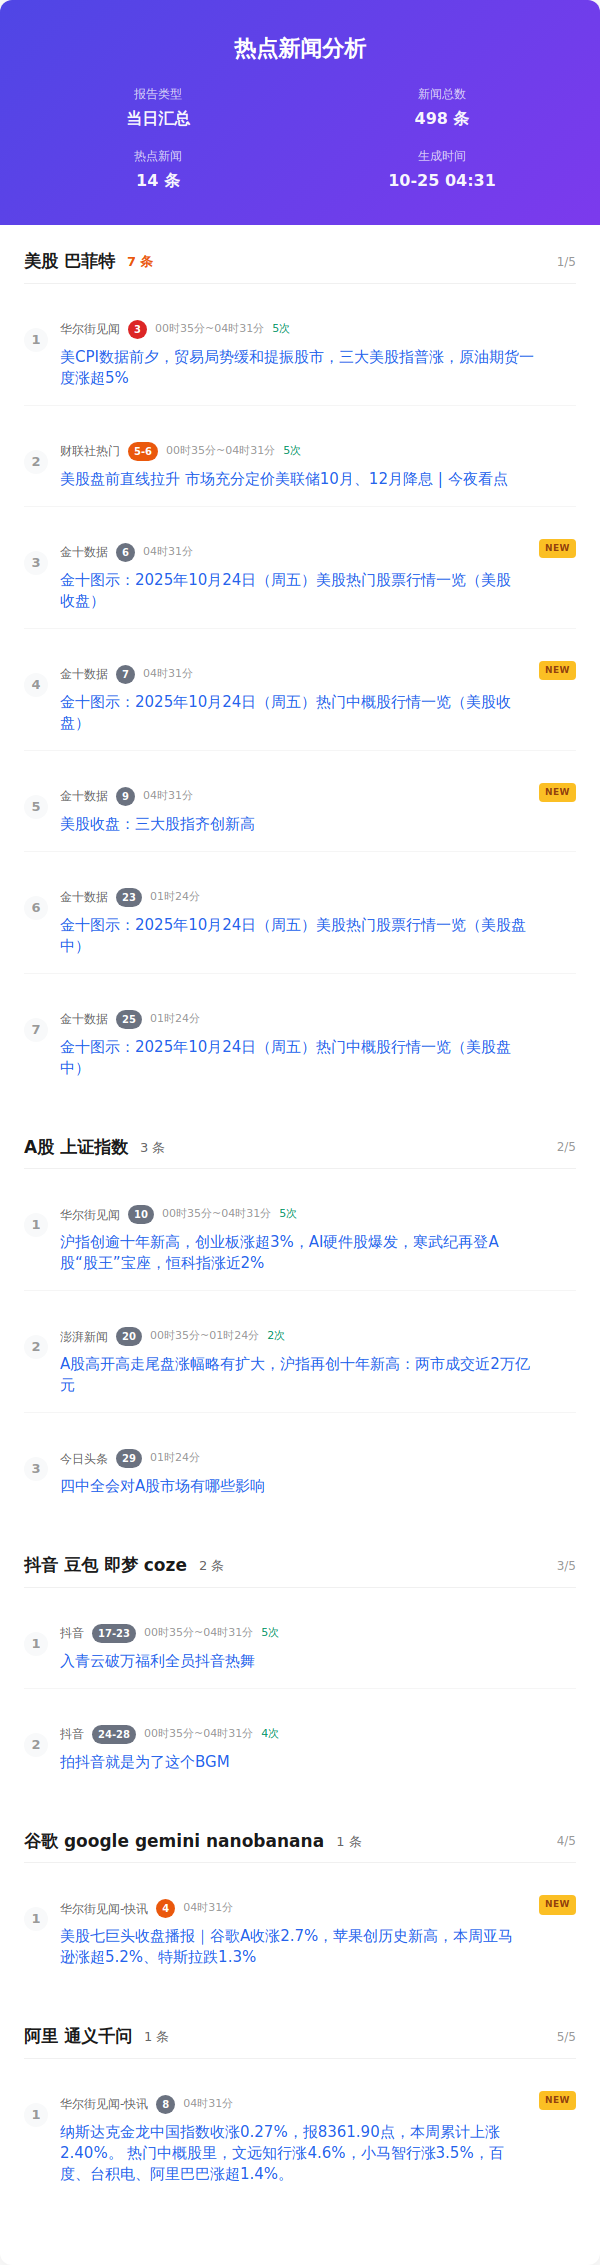 热点新闻分析
报告类型
新闻总数
当日汇总
498 条
热点新闻
生成时间
14 条
10-25 04:31
美股 巴菲特 7 条 1/5
1 华尔街见闻 3 00时35分~04时31分 5次
美CPI数据前夕，贸易局势缓和提振股市，三大美股指普涨，原油期货一
度涨超5%
2 财联社热门 5-6 00时35分~04时31分 5次
美股盘前直线拉升 市场充分定价美联储10月、12月降息 | 今夜看点
3 金十数据 6 04时31分 NEW
金十图示：2025年10月24日（周五）美股热门股票行情一览（美股
收盘）
4 金十数据 7 04时31分 NEW
金十图示：2025年10月24日（周五）热门中概股行情一览（美股收
盘）
5 金十数据 9 04时31分 NEW
美股收盘：三大股指齐创新高
6 金十数据 23 01时24分
金十图示：2025年10月24日（周五）美股热门股票行情一览（美股盘
中）
7 金十数据 25 01时24分
金十图示：2025年10月24日（周五）热门中概股行情一览（美股盘
中）
A股 上证指数 3 条 2/5
1 华尔街见闻 10 00时35分~04时31分 5次
沪指创逾十年新高，创业板涨超3%，AI硬件股爆发，寒武纪再登A
股“股王”宝座，恒科指涨近2%
2 澎湃新闻 20 00时35分~01时24分 2次
A股高开高走尾盘涨幅略有扩大，沪指再创十年新高：两市成交近2万亿
元
3 今日头条 29 01时24分
四中全会对A股市场有哪些影响
抖音 豆包 即梦 coze 2 条 3/5
1 抖音 17-23 00时35分~04时31分 5次
入青云破万福利全员抖音热舞
2 抖音 24-28 00时35分~04时31分 4次
拍抖音就是为了这个BGM
谷歌 google gemini nanobanana 1 条 4/5
1 华尔街见闻-快讯 4 04时31分 NEW
美股七巨头收盘播报｜谷歌A收涨2.7%，苹果创历史新高，本周亚马
逊涨超5.2%、特斯拉跌1.3%
阿里 通义千问 1 条 5/5
1 华尔街见闻-快讯 8 04时31分 NEW
纳斯达克金龙中国指数收涨0.27%，报8361.90点，本周累计上涨
2.40%。 热门中概股里，文远知行涨4.6%，小马智行涨3.5%，百
度、台积电、阿里巴巴涨超1.4%。